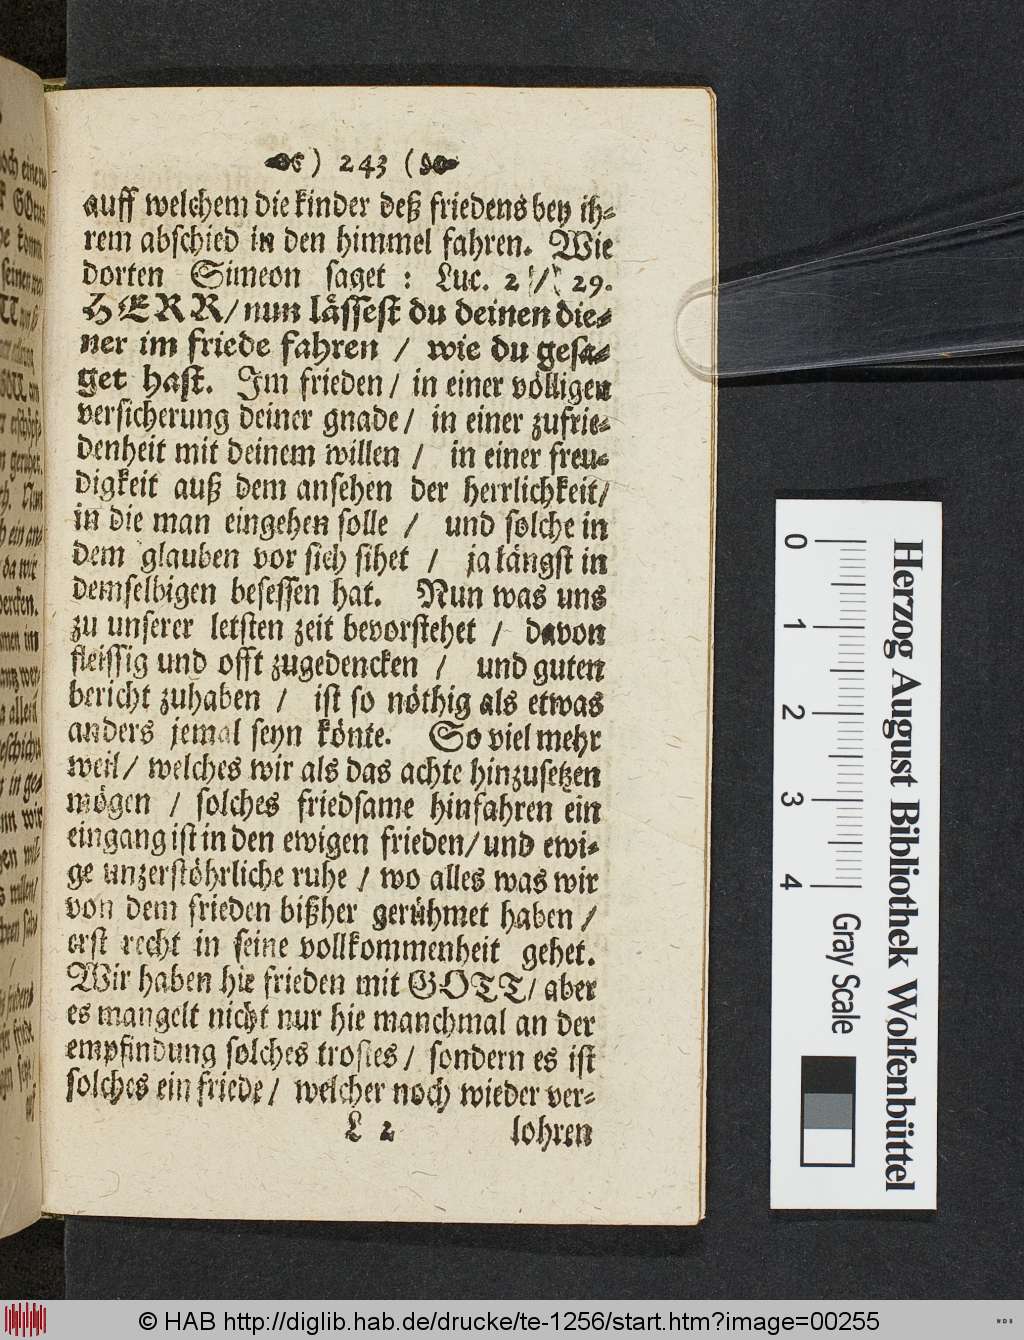 ) 243 (
auff welchem die kinder deß friedens bey ih-
rem abschied in den himmel fahren. Wie
dorten Simeon saget : Luc. 2 / 29.
HERR/ nun lässest du deinen die-
ner im friede fahren / wie du gesa-
get hast. Im frieden / in einer völligen
versicherung deiner gnade / in einer zufrie-
denheit mit deinem willen / in einer freu-
digkeit auß dem ansehen der herrlichkeit/
in die man eingehen solle / und solche in
dem glauben vor sich sihet / ja längst in
demselbigen besessen hat. Nun was uns
zu unserer letsten zeit bevorstehet / davon
fleissig und offt zugedencken / und guten
bericht zuhaben / ist so nöthig als etwas
anders jemal seyn könte. So viel mehr
weil / welches wir als das achte hinzusetzen
mögen / solches friedsame hinfahren ein
eingang ist in den ewigen frieden/ und ewi-
ge unzerstöhrliche ruhe / wo alles was wir
von dem frieden bißher gerühmet haben /
erst recht in seine vollkommenheit gehet.
Wir haben hie frieden mit GOTT/ aber
es mangelt nicht nur hie manchmal an der
empfindung solches trostes / sondern es ist
solches ein friede / welcher noch wieder ver-
L 2 lohren
0 1 2 3 4 Gray Scale
Herzog August Bibliothek Wolfenbüttel
© HAB http://diglib.hab.de/drucke/te-1256/start.htm?image=00255